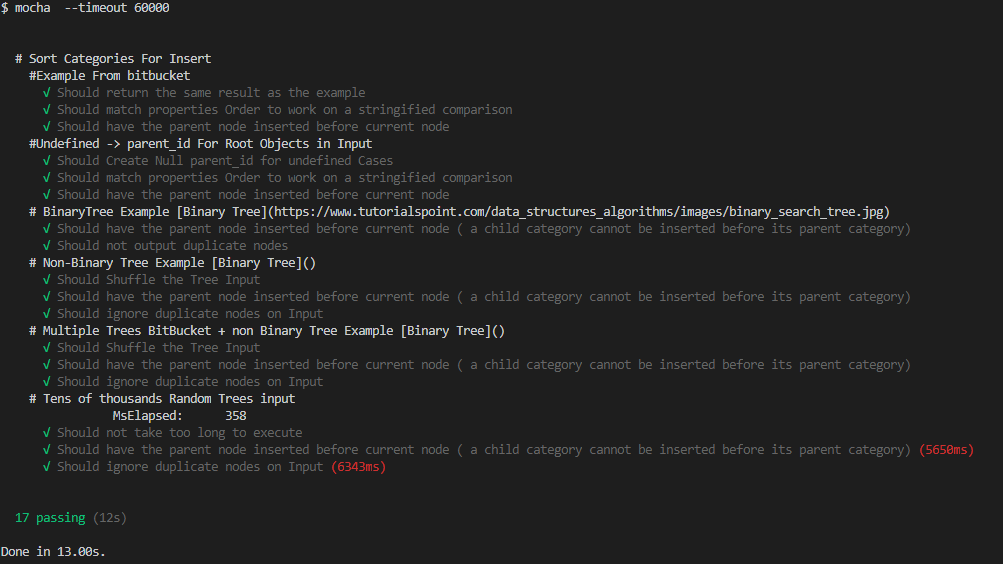 $ mocha  --timeout 60000
# Sort Categories For Insert
#Example From bitbucket
√ Should return the same result as the example
√ Should match properties Order to work on a stringified comparison
√ Should have the parent node inserted before current node
#Undefined -> parent_id For Root Objects in Input
√ Should Create Null parent_id for undefined Cases
√ Should match properties Order to work on a stringified comparison
√ Should have the parent node inserted before current node
# BinaryTree Example [Binary Tree](https://www.tutorialspoint.com/data_structures_algorithms/images/binary_search_tree.jpg)
√ Should have the parent node inserted before current node ( a child category cannot be inserted before its parent category)
√ Should not output duplicate nodes
# Non-Binary Tree Example [Binary Tree]()
√ Should Shuffle the Tree Input
√ Should have the parent node inserted before current node ( a child category cannot be inserted before its parent category)
√ Should ignore duplicate nodes on Input
# Multiple Trees BitBucket + non Binary Tree Example [Binary Tree]()
√ Should Shuffle the Tree Input
√ Should have the parent node inserted before current node ( a child category cannot be inserted before its parent category)
√ Should ignore duplicate nodes on Input
# Tens of thousands Random Trees input
MsElapsed:      358
√ Should not take too long to execute
√ Should have the parent node inserted before current node ( a child category cannot be inserted before its parent category) (5650ms)
√ Should ignore duplicate nodes on Input (6343ms)
17 passing (12s)
Done in 13.00s.